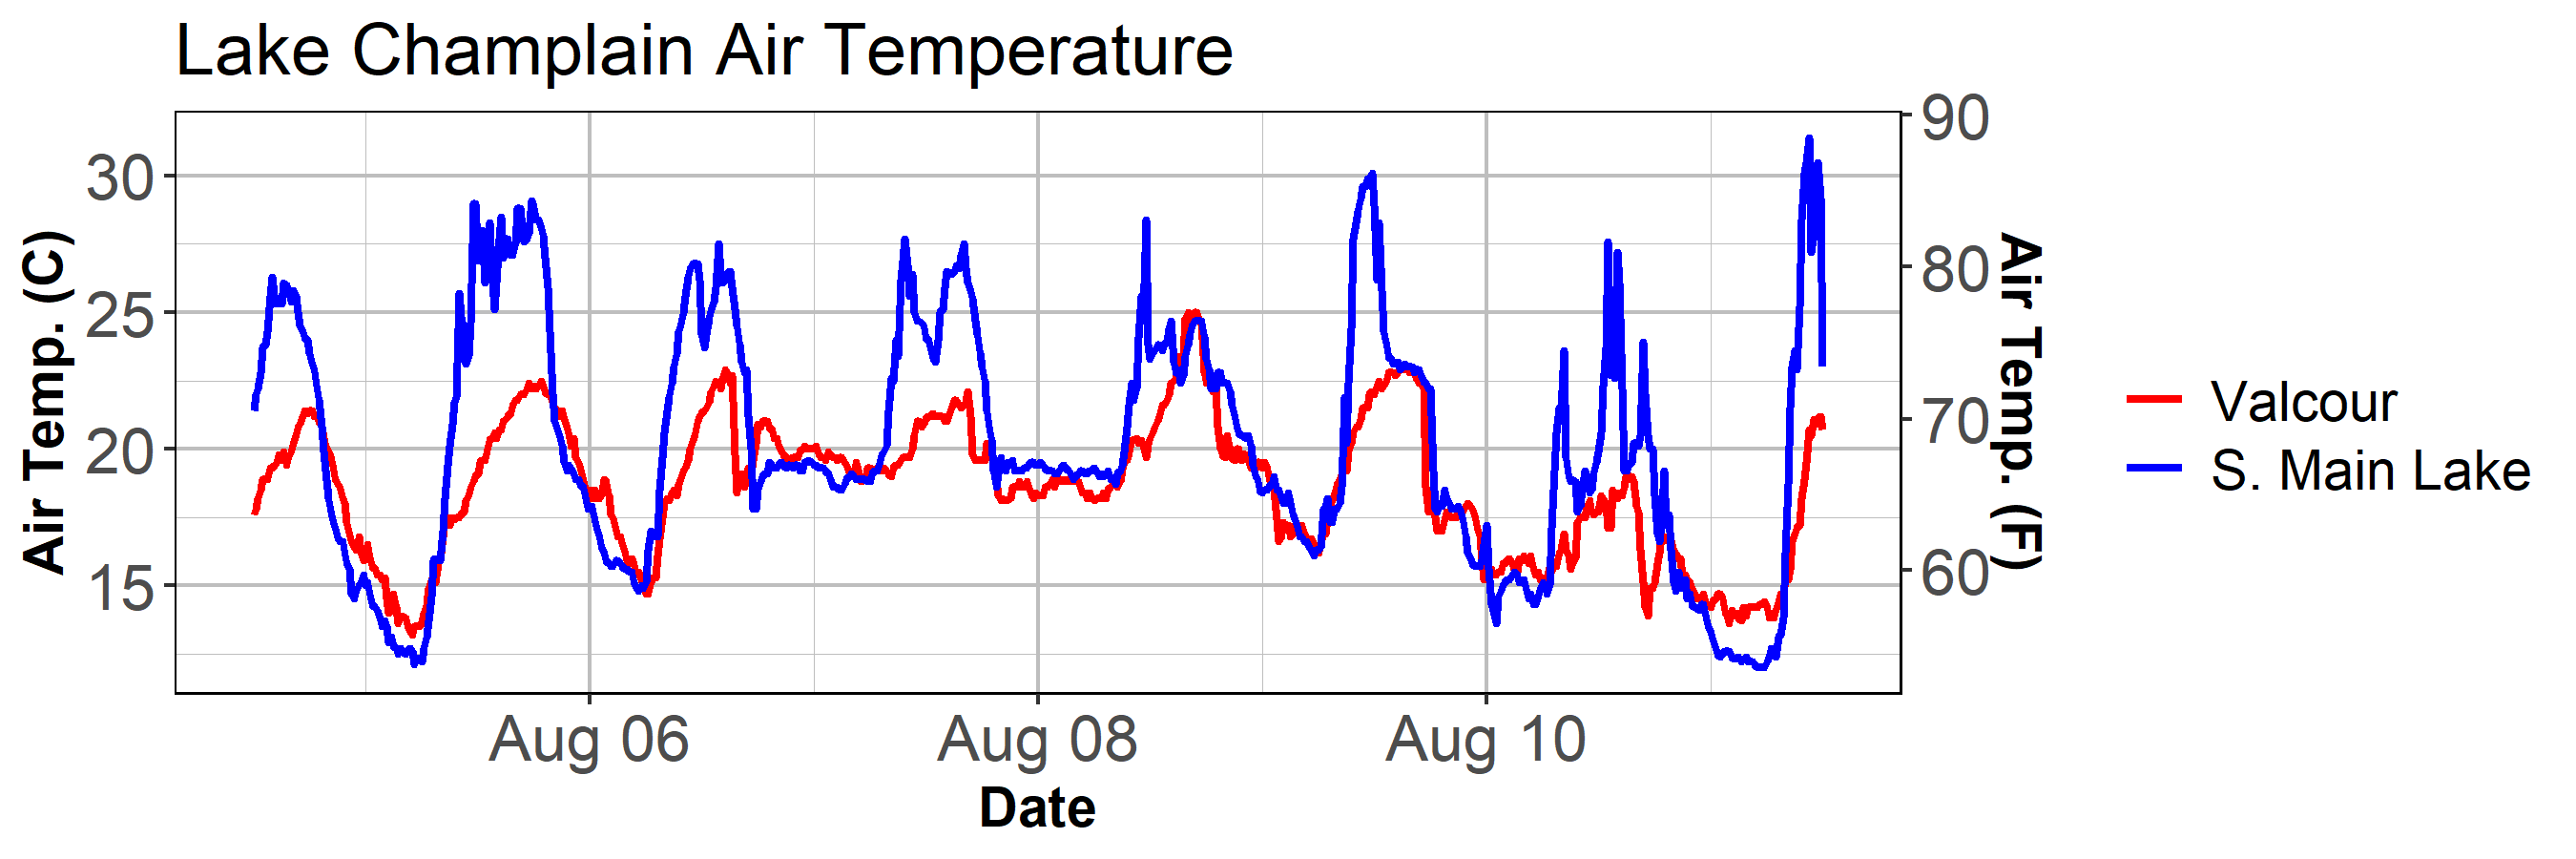 Lake Champlain Air Temperature
Air Temp. (C)
30
25
20
15
90
80
70
60
Air Temp. (F)
Aug 06
Aug 08
Aug 10
Date
Valcour
S. Main Lake